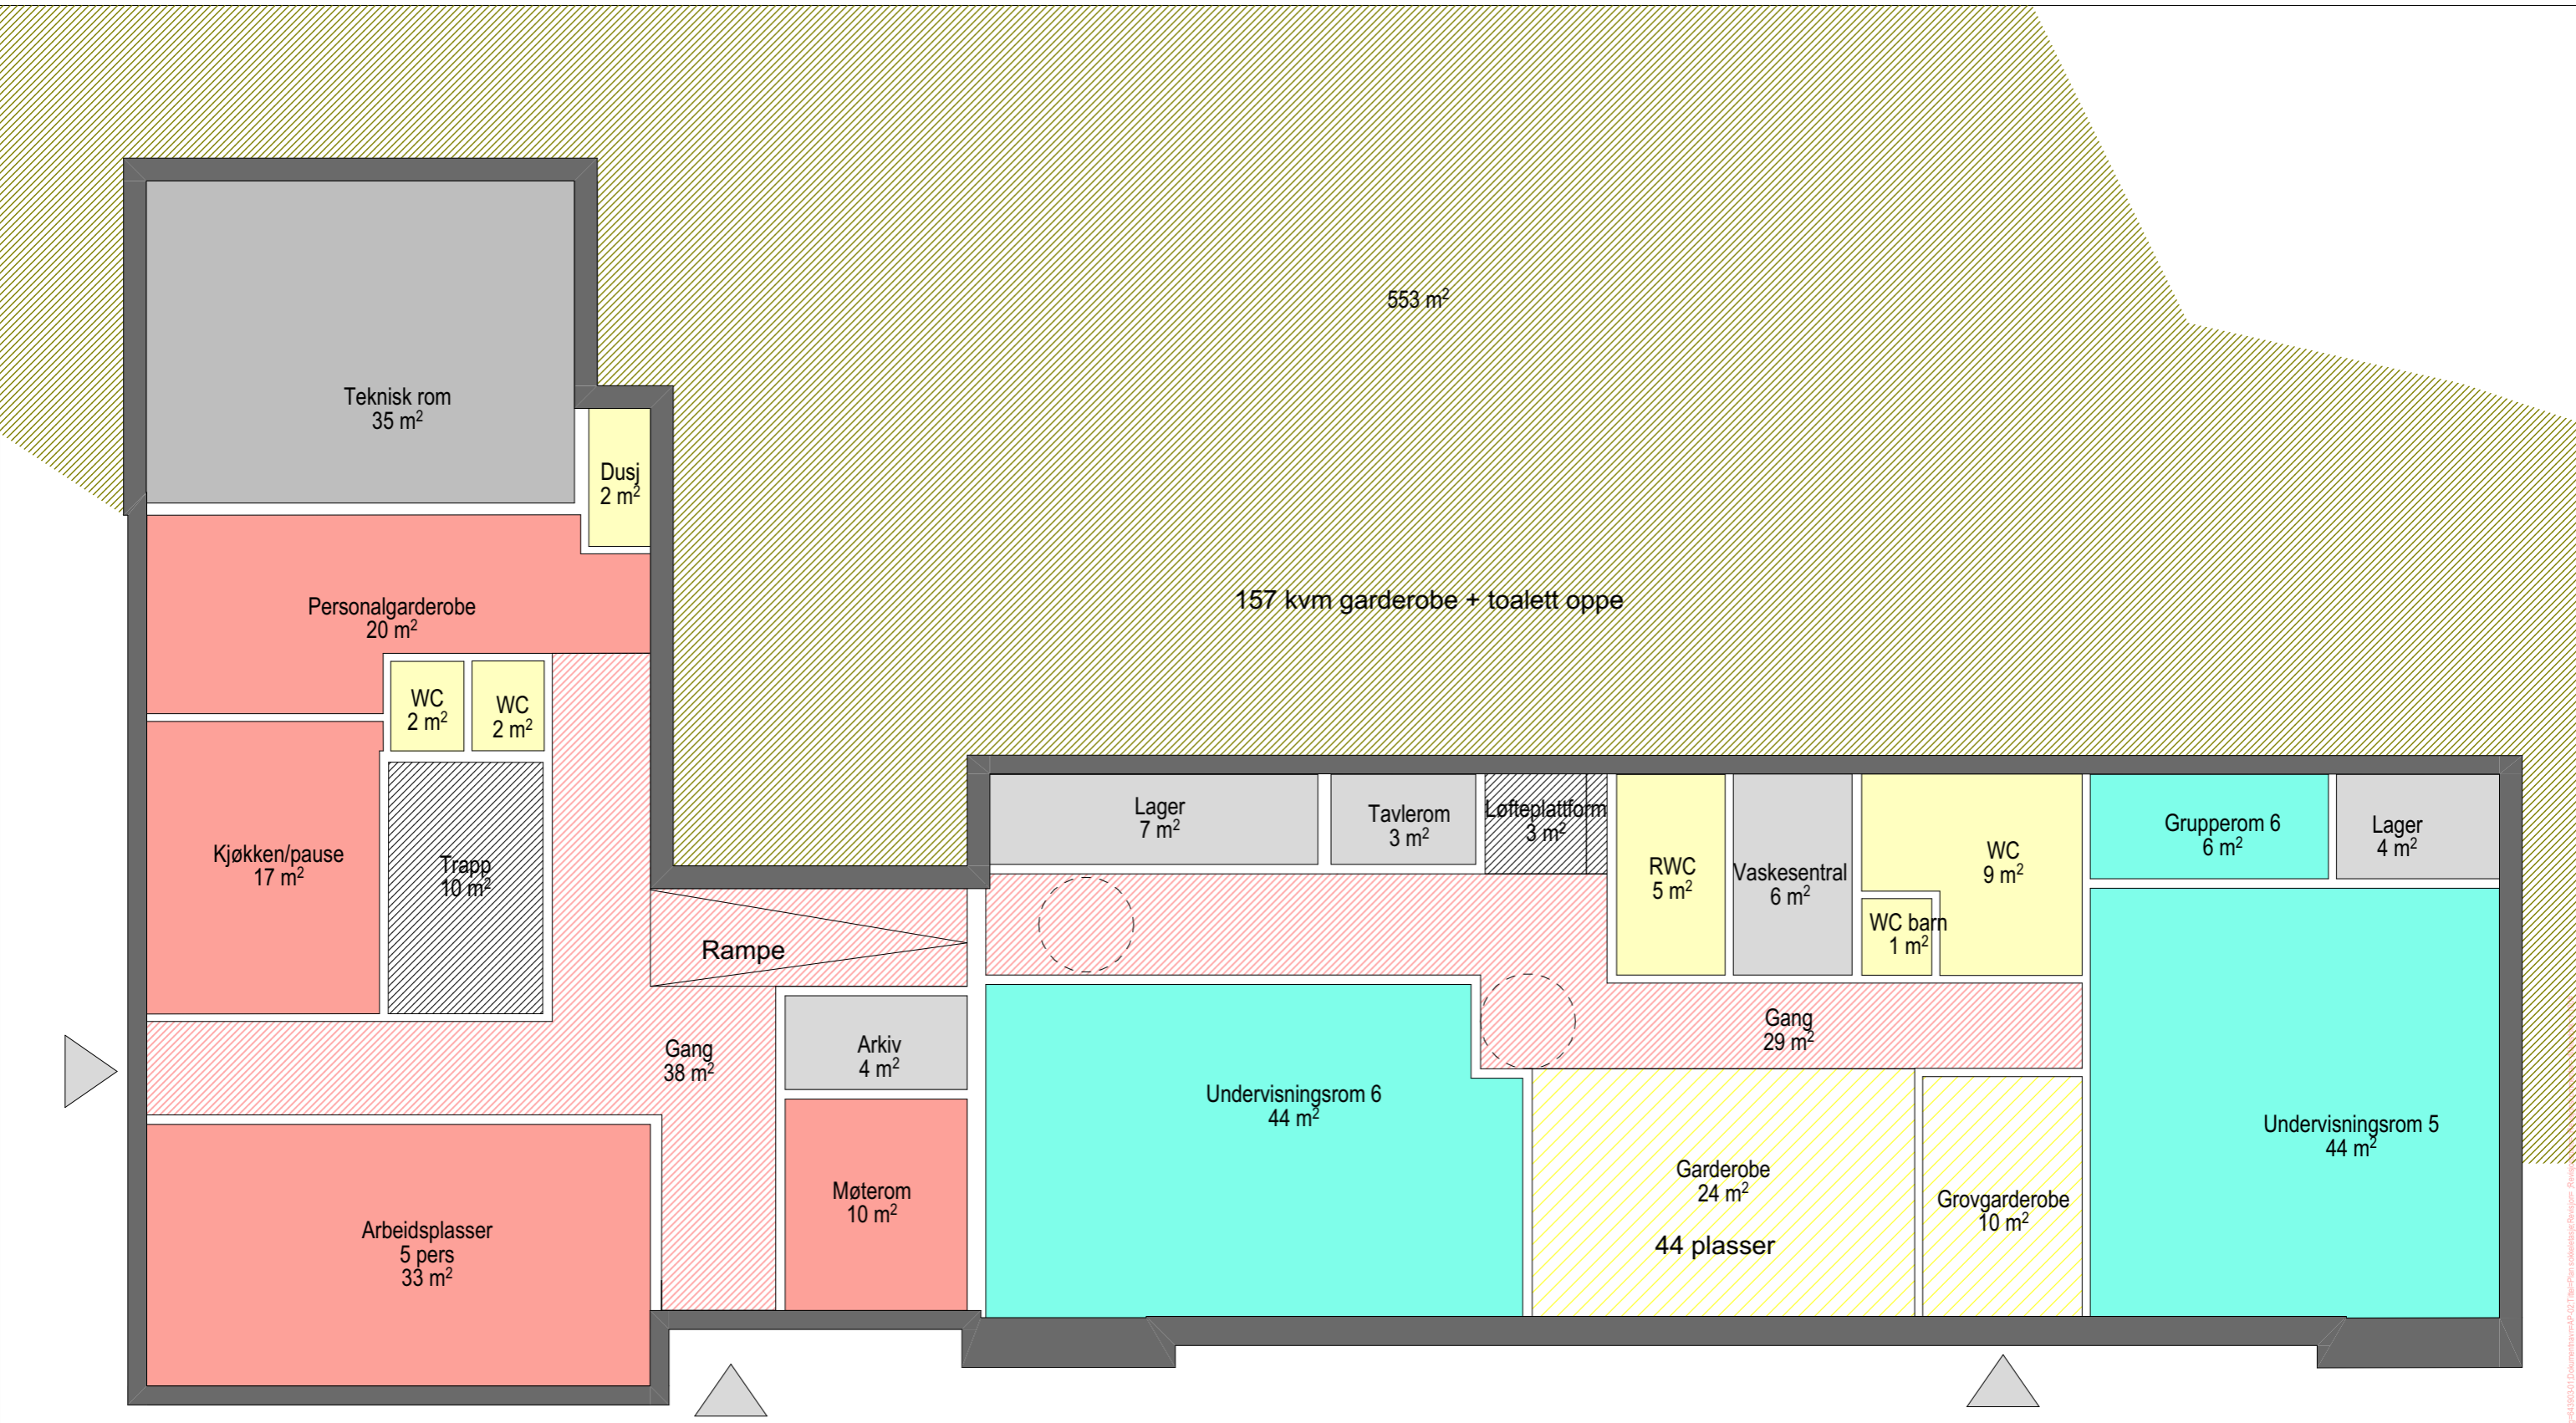 553 m²
Teknisk rom
35 m²
Dusj
2 m²
157 kvm garderobe + toalett oppe
Personalgarderobe
20 m²
WC
2 m²
WC
2 m²
Kjøkken/pause
17 m²
Trapp
10 m²
Lager
7 m²
Tavlerom
3 m²
Løfteplattform
3 m²
RWC
5 m²
Vaskesentral
6 m²
WC
9 m²
WC barn
1 m²
Grupperom 6
6 m²
Lager
4 m²
Rampe
Gang
38 m²
Arkiv
4 m²
Gang
29 m²
Undervisningsrom 6
44 m²
Undervisningsrom 5
44 m²
Møterom
10 m²
Garderobe
24 m²
44 plasser
Grovgarderobe
10 m²
Arbeidsplasser
5 pers
33 m²